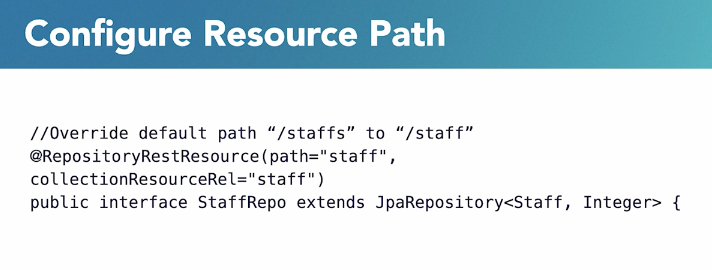 Configure Resource Path
//Override default path “/staffs” to “/staff”
@RepositoryRestResource(path="staff",
collectionResourceRel="staff")
public interface StaffRepo extends JpaRepository<Staff, Integer> {